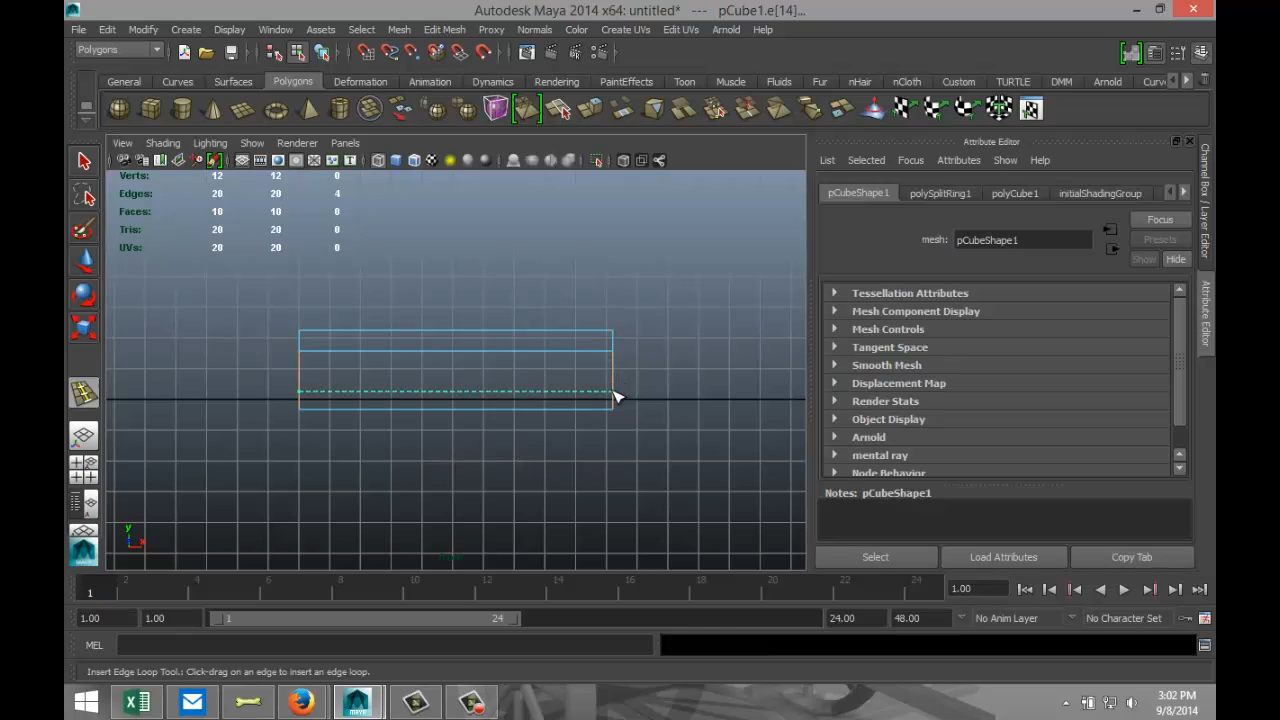 Autodesk Maya 2014 x64: untitled* --- pCube1.e[14]...
File Edit Modify Create Display Window Assets Select Mesh Edit Mesh Proxy Normals Color Create UVs Edit UVs Arnold Help
Polygons
General Curves Surfaces Polygons Deformation Animation Dynamics Rendering PaintEffects Toon Muscle Fluids Fur nHair nCloth Custom TURTLE DMM Arnold Curv
View Shading Lighting Show Renderer Panels
Attribute Editor
List Selected Focus Attributes Show Help
Verts: 12 12 0
Edges: 20 20 4
Faces: 10 10 0
Tris: 20 20 0
UVs: 20 20 0
pCubeShape1 polySplitRing1 polyCube1 initialShadingGroup
Focus
mesh: pCubeShape1
Presets
Show Hide
Tessellation Attributes
Mesh Component Display
Mesh Controls
Tangent Space
Smooth Mesh
Displacement Map
Render Stats
Object Display
Arnold
mental ray
Node Behavior
Notes: pCubeShape1
Select Load Attributes Copy Tab
Channel Box / Layer Editor
Attribute Editor
y
x
2 4 6 8 10 12 14 16 18 20 22 24
1
1.00
1.00 1.00 1 24 24.00 48.00 No Anim Layer No Character Set
MEL
Insert Edge Loop Tool.: Click-drag on an edge to insert an edge loop.
3:02 PM
9/8/2014